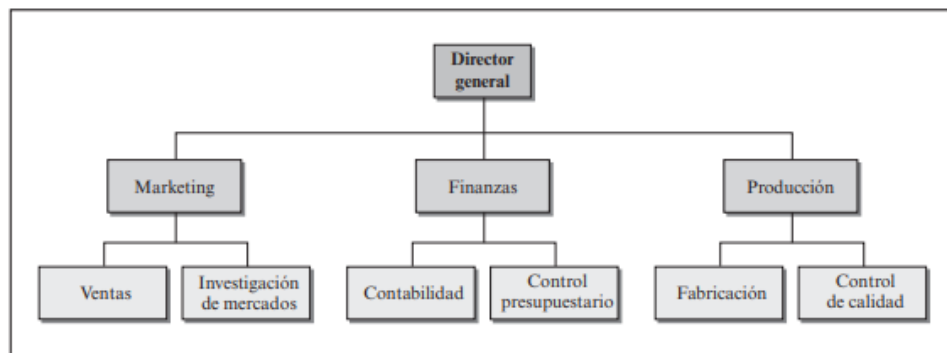 Director
general
Marketing
Finanzas
Producción
Ventas
Investigación
de mercados
Contabilidad
Control
presupuestario
Fabricación
Control
de calidad